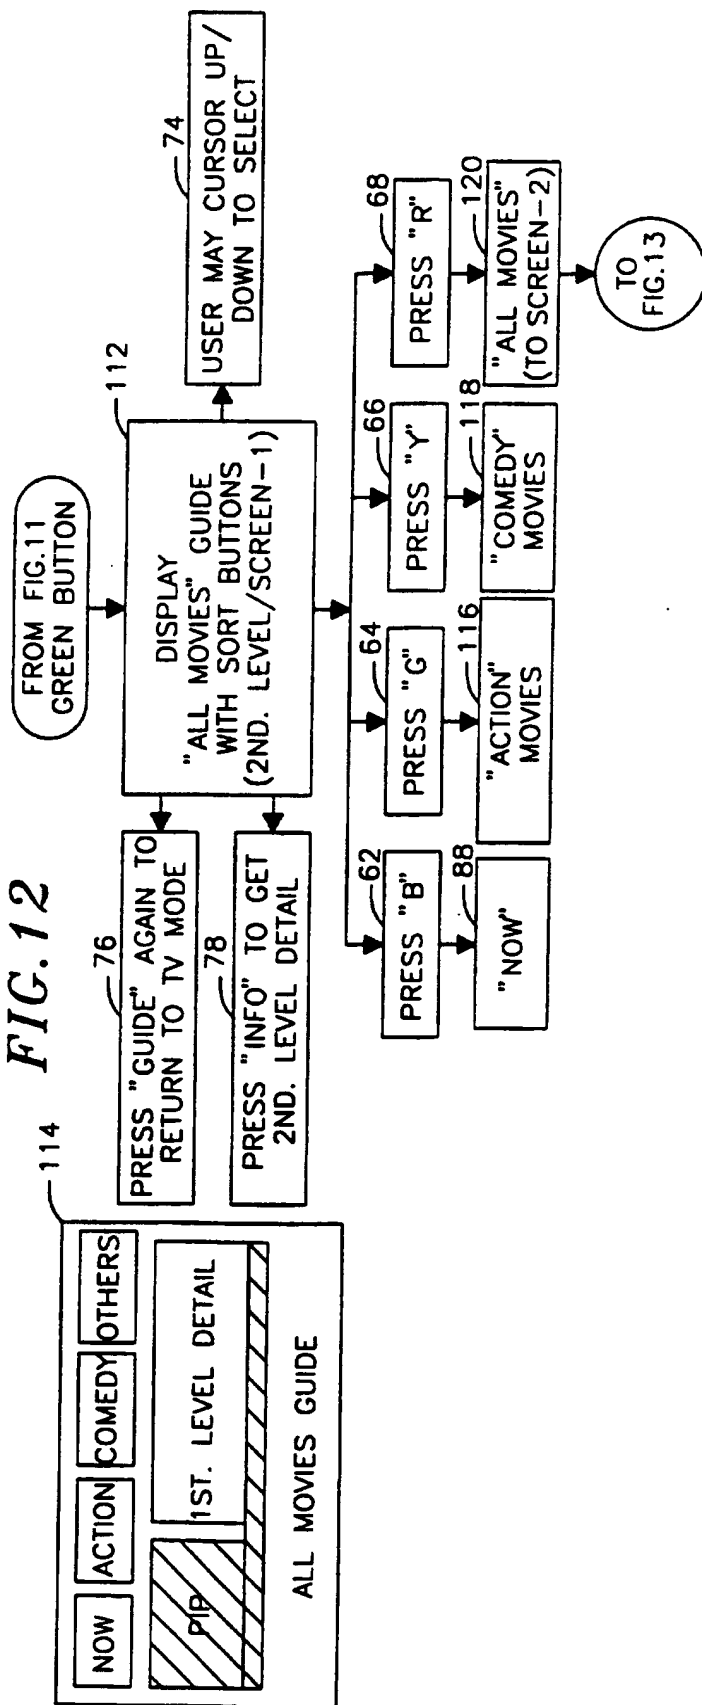 FIG.12
114
NOW
ACTION
COMEDY
OTHERS
PIP
1ST. LEVEL DETAIL
ALL MOVIES GUIDE
FROM FIG.11
GREEN BUTTON
112
DISPLAY
"ALL MOVIES" GUIDE
WITH SORT BUTTONS
(2ND. LEVEL/SCREEN-1)
74
USER MAY CURSOR UP/
DOWN TO SELECT
76
PRESS "GUIDE" AGAIN TO
RETURN TO TV MODE
78
PRESS "INFO" TO GET
2ND. LEVEL DETAIL
62
PRESS "B"
88
"NOW"
64
PRESS "G"
116
"ACTION"
MOVIES
66
PRESS "Y"
118
"COMEDY"
MOVIES
68
PRESS "R"
120
"ALL MOVIES"
(TO SCREEN-2)
TO
FIG.13